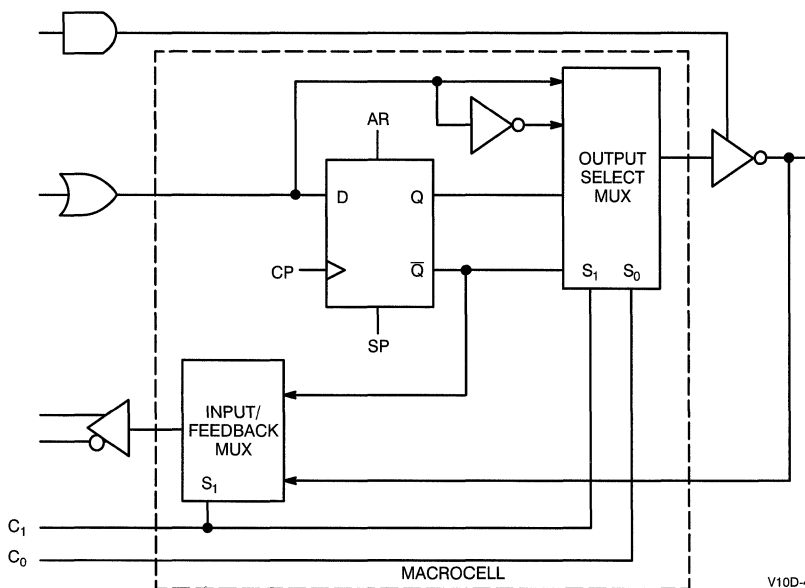 AR
OUTPUT
SELECT
MUX
D Q
CP Q̅
S₁ S₀
SP
INPUT/
FEEDBACK
MUX
S₁
C₁
C₀
MACROCELL